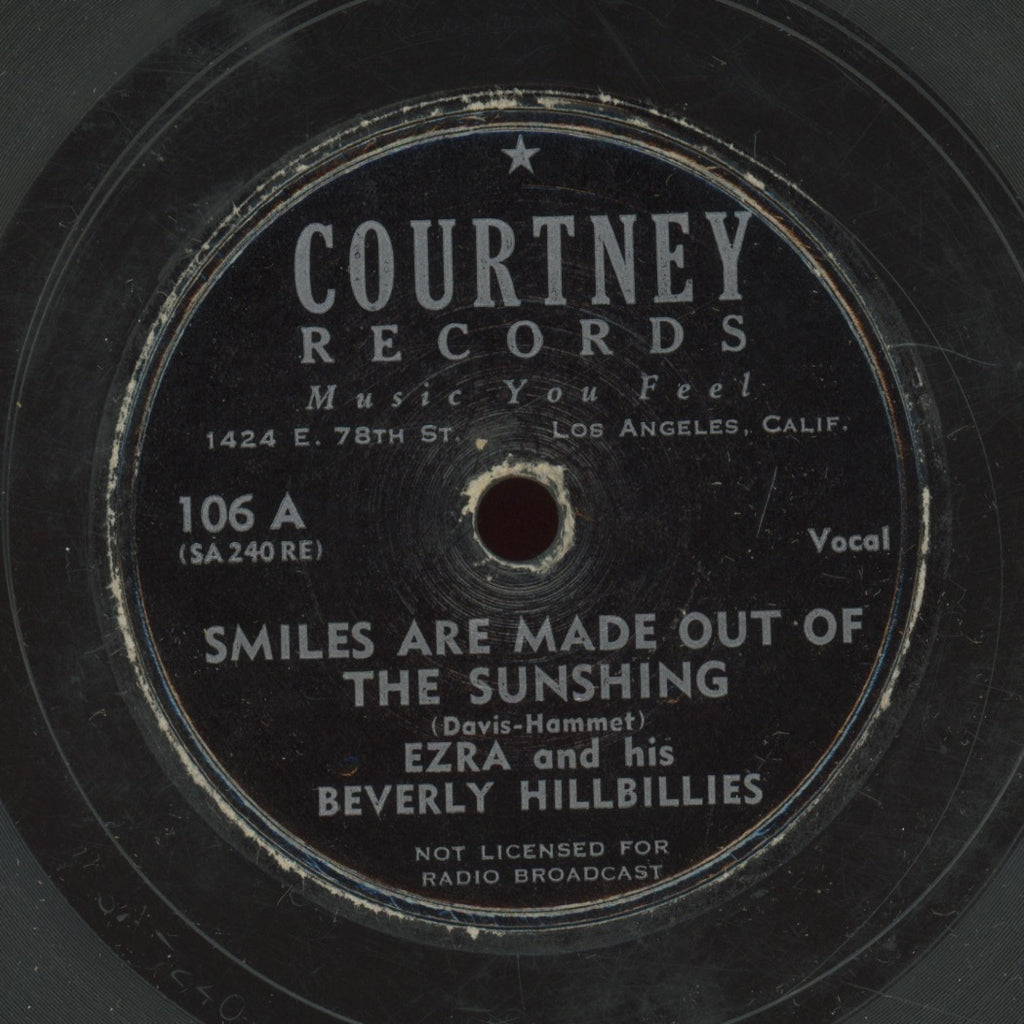 COURTNEY
RECORDS
Music You Feel
1424 E. 78TH ST. LOS ANGELES, CALIF.
106 A
(SA 240 RE)
Vocal
SMILES ARE MADE OUT OF
THE SUNSHING
(Davis-Hammet)
EZRA and his
BEVERLY HILLBILLIES
NOT LICENSED FOR
RADIO BROADCAST